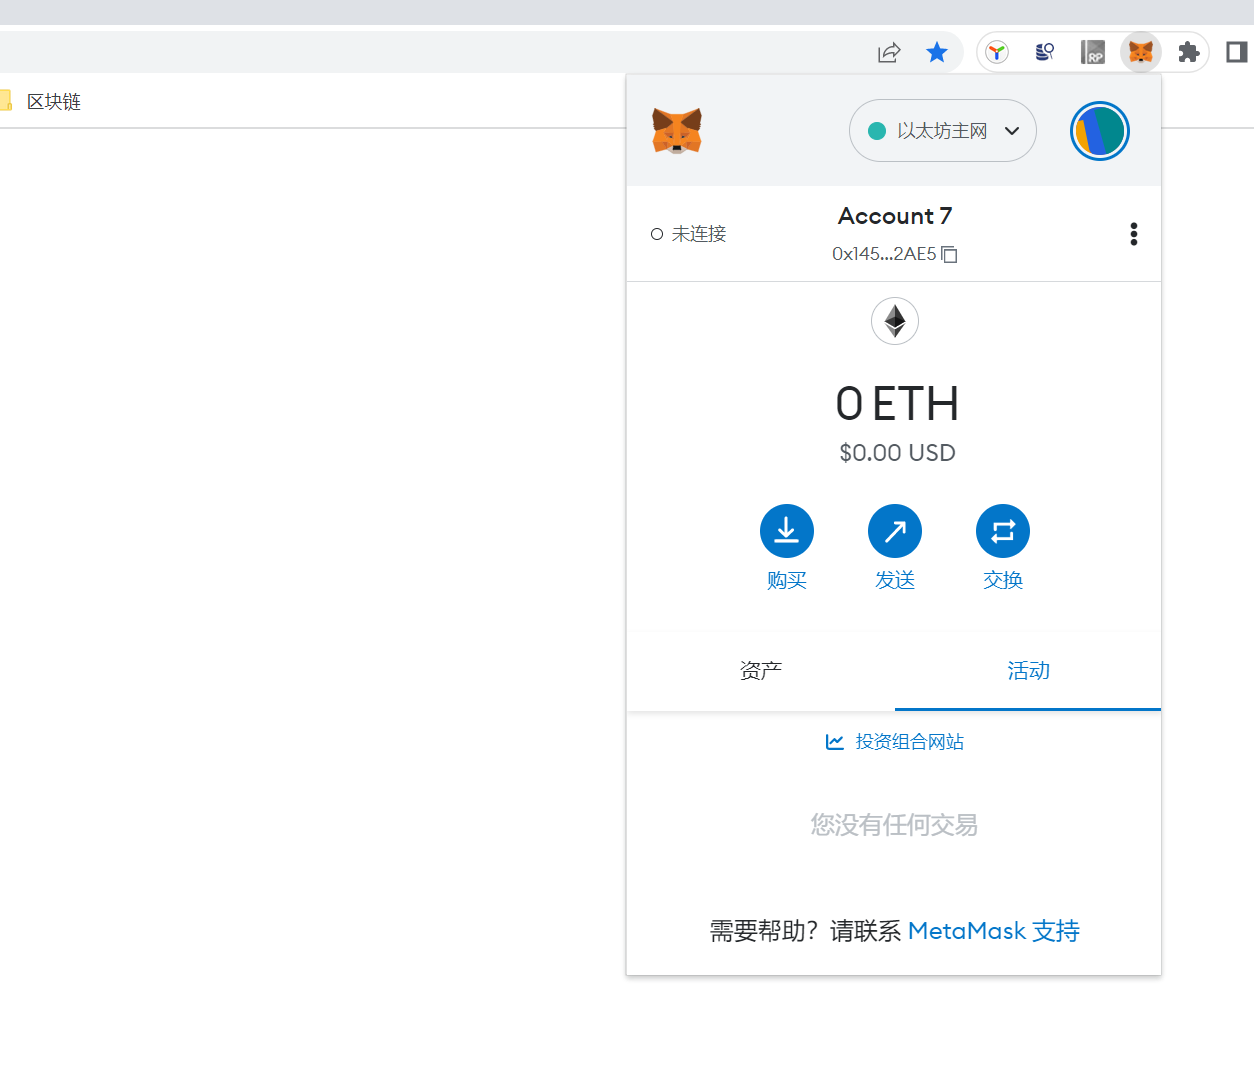 RP
区块链
以太坊主网
Account 7
未连接
0x145...2AE5
0 ETH
$0.00 USD
购买
发送
交换
资产
活动
投资组合网站
您没有任何交易
需要帮助？请联系 MetaMask 支持